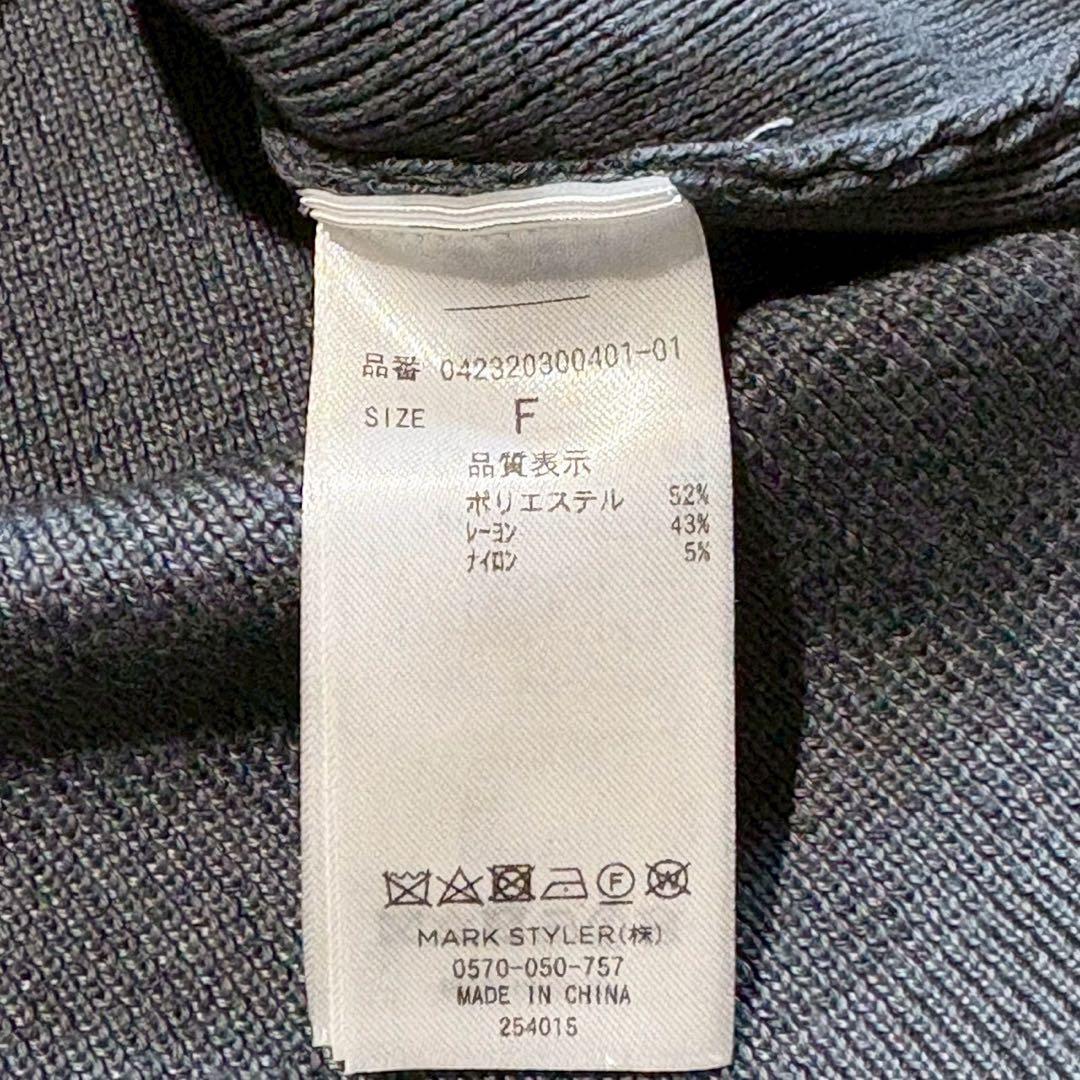 品番 042320300401-01
SIZE F
品質表示
ポリエステル 52%
レーヨン 43%
ナイロン 5%
F W
MARK STYLER(株)
0570-050-757
MADE IN CHINA
254015